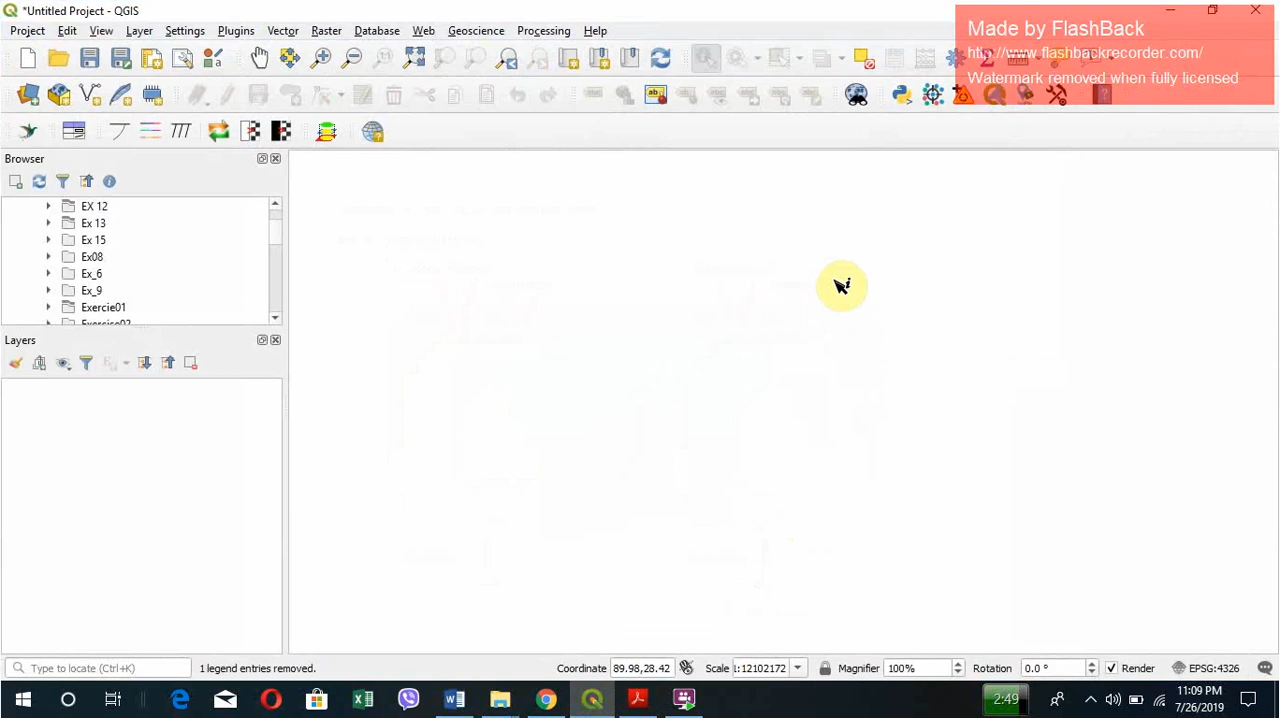 *Untitled Project - QGIS
Made by FlashBack
http://www.flashbackrecorder.com/
Watermark removed when fully licensed
Project Edit View Layer Settings Plugins Vector Raster Database Web Geoscience Processing Help
Browser
EX 12
Ex 13
Ex 15
Ex08
Ex_6
Ex_9
Exercie01
Exercise02
Layers
Type to locate (Ctrl+K) 1 legend entries removed. Coordinate 89.98,28.42 Scale 1:12102172 Magnifier 100% Rotation 0.0 ° Render EPSG:4326
2:49
11:09 PM
7/26/2019